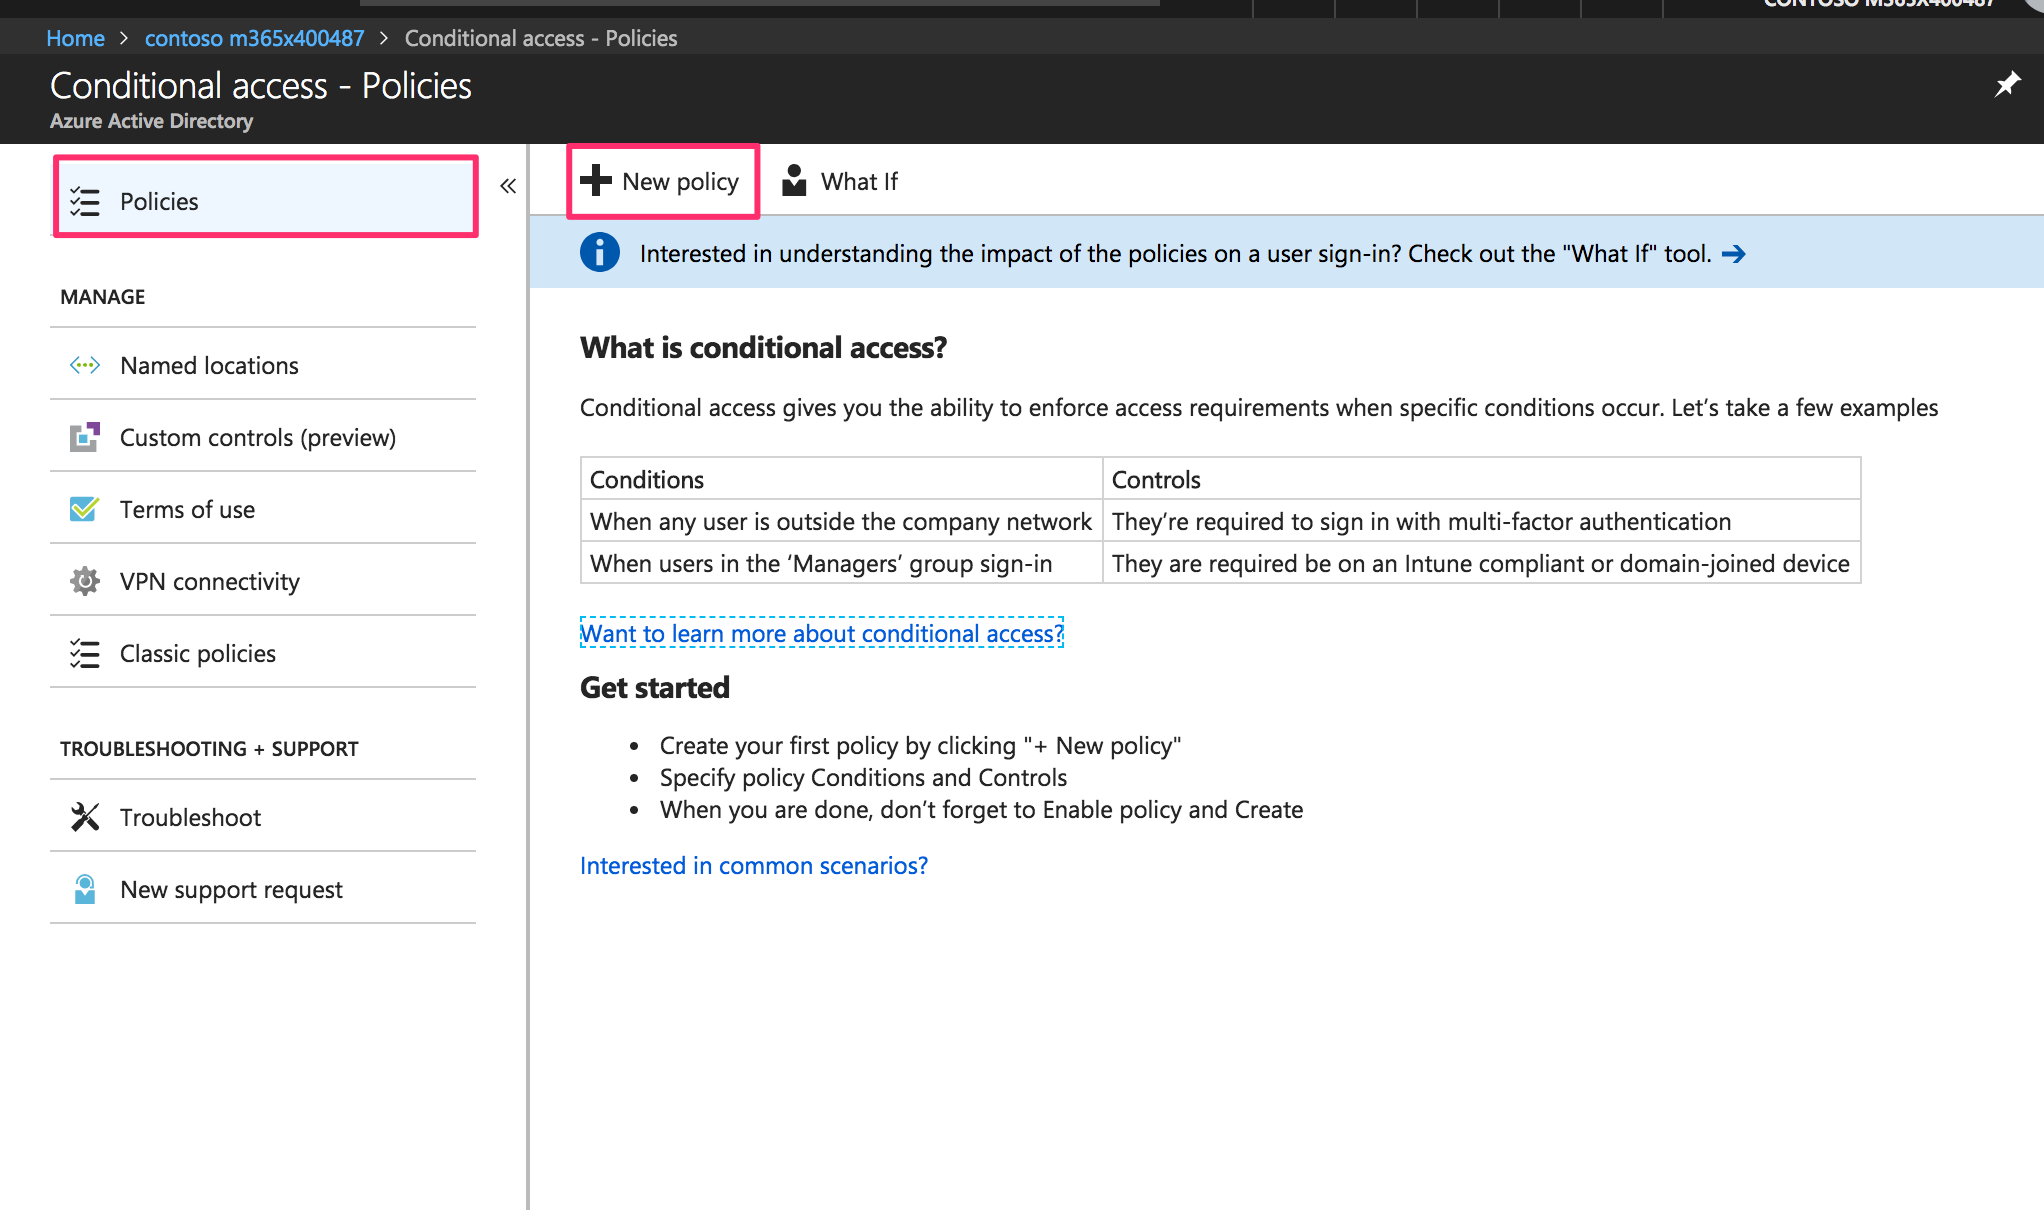 CONTOSO M365X400487
Home > contoso m365x400487 > Conditional access - Policies
Conditional access - Policies
Azure Active Directory
Policies
«
MANAGE
Named locations
Custom controls (preview)
Terms of use
VPN connectivity
Classic policies
TROUBLESHOOTING + SUPPORT
Troubleshoot
New support request
New policy
What If
Interested in understanding the impact of the policies on a user sign-in? Check out the "What If" tool. →
What is conditional access?
Conditional access gives you the ability to enforce access requirements when specific conditions occur. Let’s take a few examples
Conditions Controls
When any user is outside the company network They’re required to sign in with multi-factor authentication
When users in the ‘Managers’ group sign-in They are required be on an Intune compliant or domain-joined device
Want to learn more about conditional access?
Get started
• Create your first policy by clicking "+ New policy"
• Specify policy Conditions and Controls
• When you are done, don’t forget to Enable policy and Create
Interested in common scenarios?